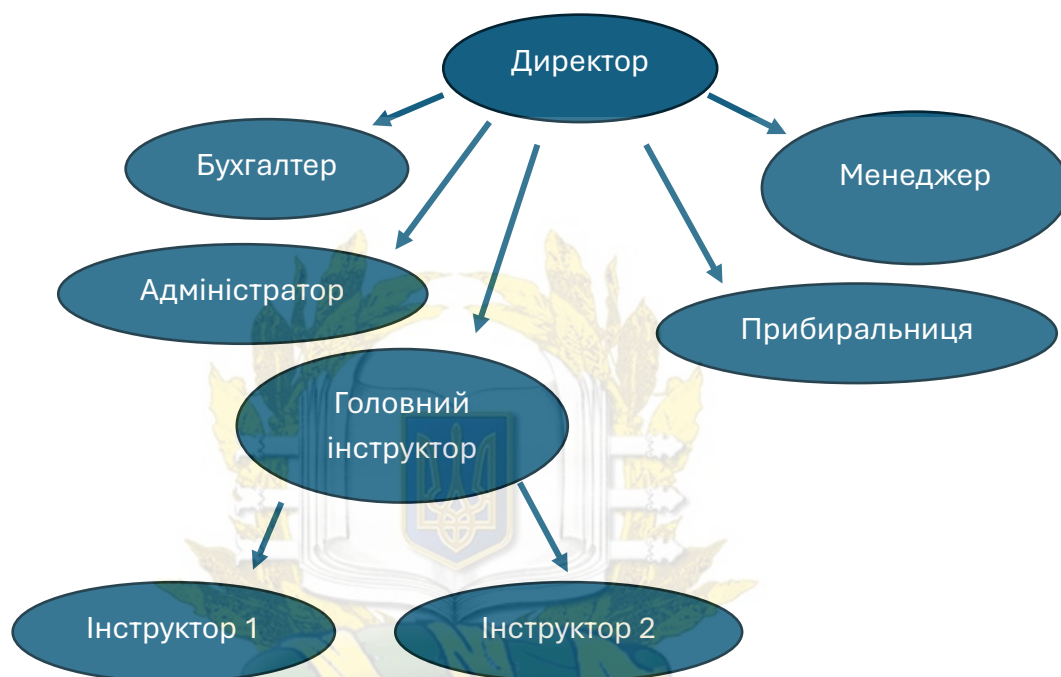 Директор
Бухгалтер
Менеджер
Адміністратор
Прибиральниця
Головний
інструктор
Інструктор 1
Інструктор 2